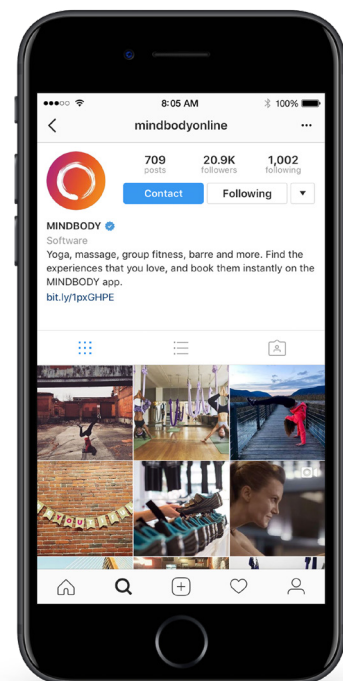 8:05 AM
100%
mindbodyonline
709
20.9K
1,002
posts
followers
following
Contact
Following
MINDBODY
Software
Yoga, massage, group fitness, barre and more. Find the
experiences that you love, and book them instantly on the
MINDBODY app.
bit.ly/1pxGHPE